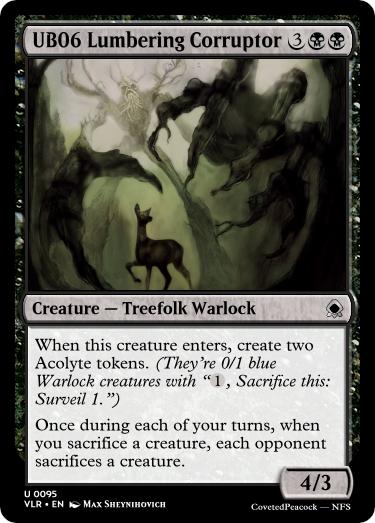 UB06 Lumbering Corruptor 3
Creature — Treefolk Warlock
When this creature enters, create two
Acolyte tokens. (They're 0/1 blue
Warlock creatures with “1, Sacrifice this:
Surveil 1.”)
Once during each of your turns, when
you sacrifice a creature, each opponent
sacrifices a creature.
4/3
U 0095
VLR • EN Max Sheynihovich
CovetedPeacock — NFS